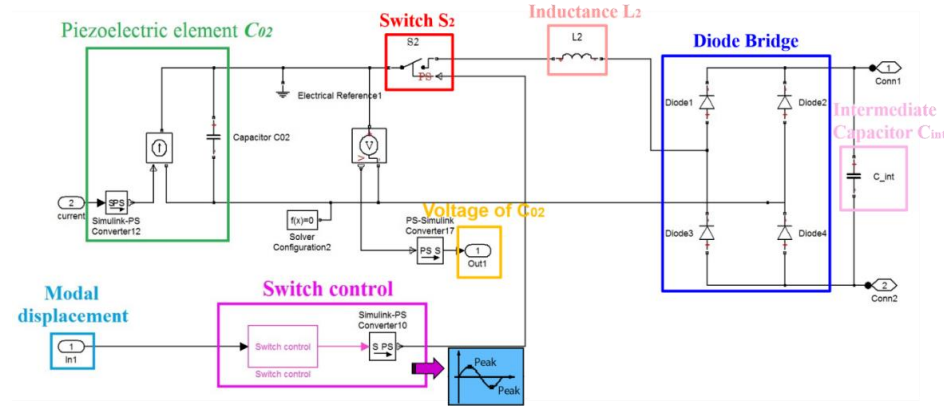 Piezoelectric element C02
Switch S2
Inductance L2
Diode Bridge
S2
PS
L2
Electrical Reference1
Capacitor C02
V
V
Diode1
Diode2
1
Conn1
Intermediate
Capacitor Cint
C_int
2
current
S PS
Simulink-PS
Converter12
f(x)=0
Solver
Configuration2
Voltage of C02
PS-Simulink
Converter17
PS S
1
Out1
Diode3
Diode4
2
Conn2
Modal
displacement
1
In1
Switch control
Switch control
Switch control
Simulink-PS
Converter10
S PS
Peak
Peak